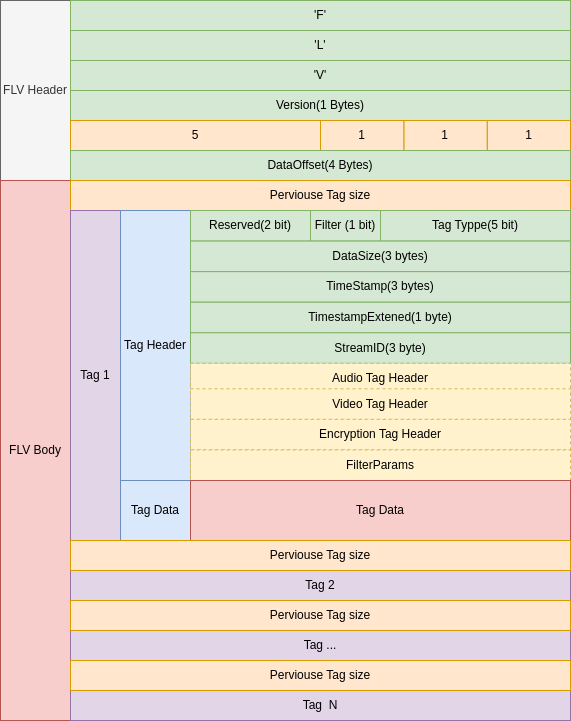 FLV Header
'F'
'L'
'V'
Version(1 Bytes)
5 1 1 1
DataOffset(4 Bytes)
FLV Body
Perviouse Tag size
Tag 1
Tag Header
Reserved(2 bit) Filter (1 bit) Tag Typpe(5 bit)
DataSize(3 bytes)
TimeStamp(3 bytes)
TimestampExtened(1 byte)
StreamID(3 byte)
Audio Tag Header
Video Tag Header
Encryption Tag Header
FilterParams
Tag Data Tag Data
Perviouse Tag size
Tag 2
Perviouse Tag size
Tag ...
Perviouse Tag size
Tag N